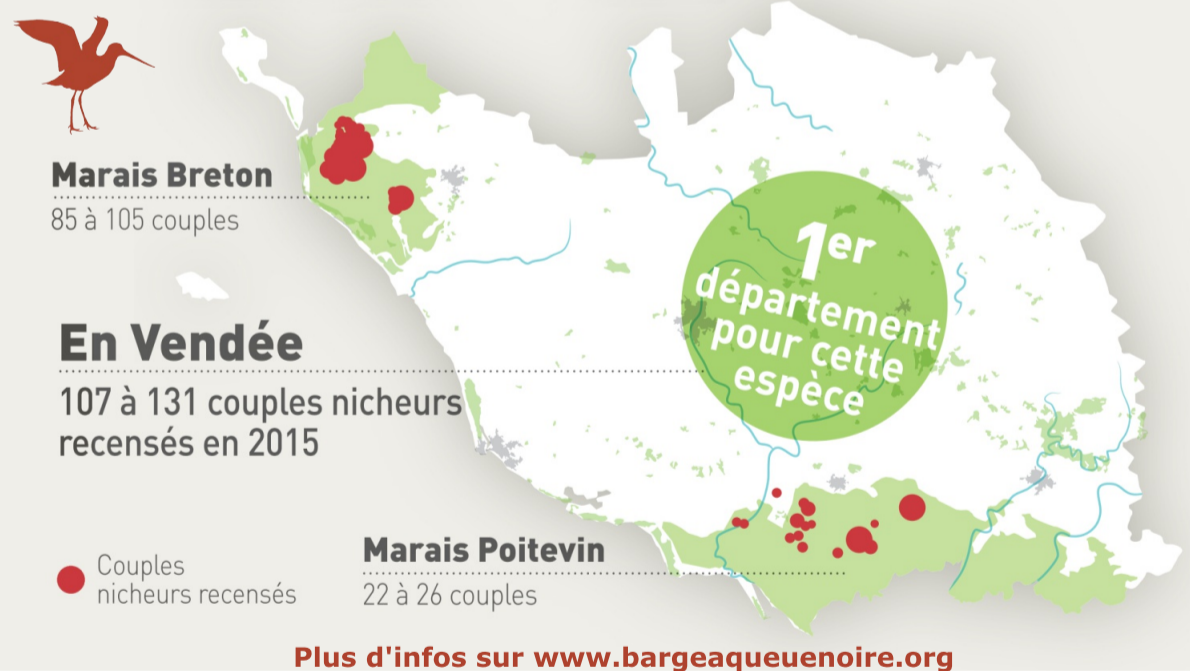 Marais Breton
85 à 105 couples
1er
département
pour cette
espèce
En Vendée
107 à 131 couples nicheurs
recensés en 2015
Marais Poitevin
22 à 26 couples
Couples
nicheurs recensés
Plus d'infos sur www.bargeaqueuenoire.org